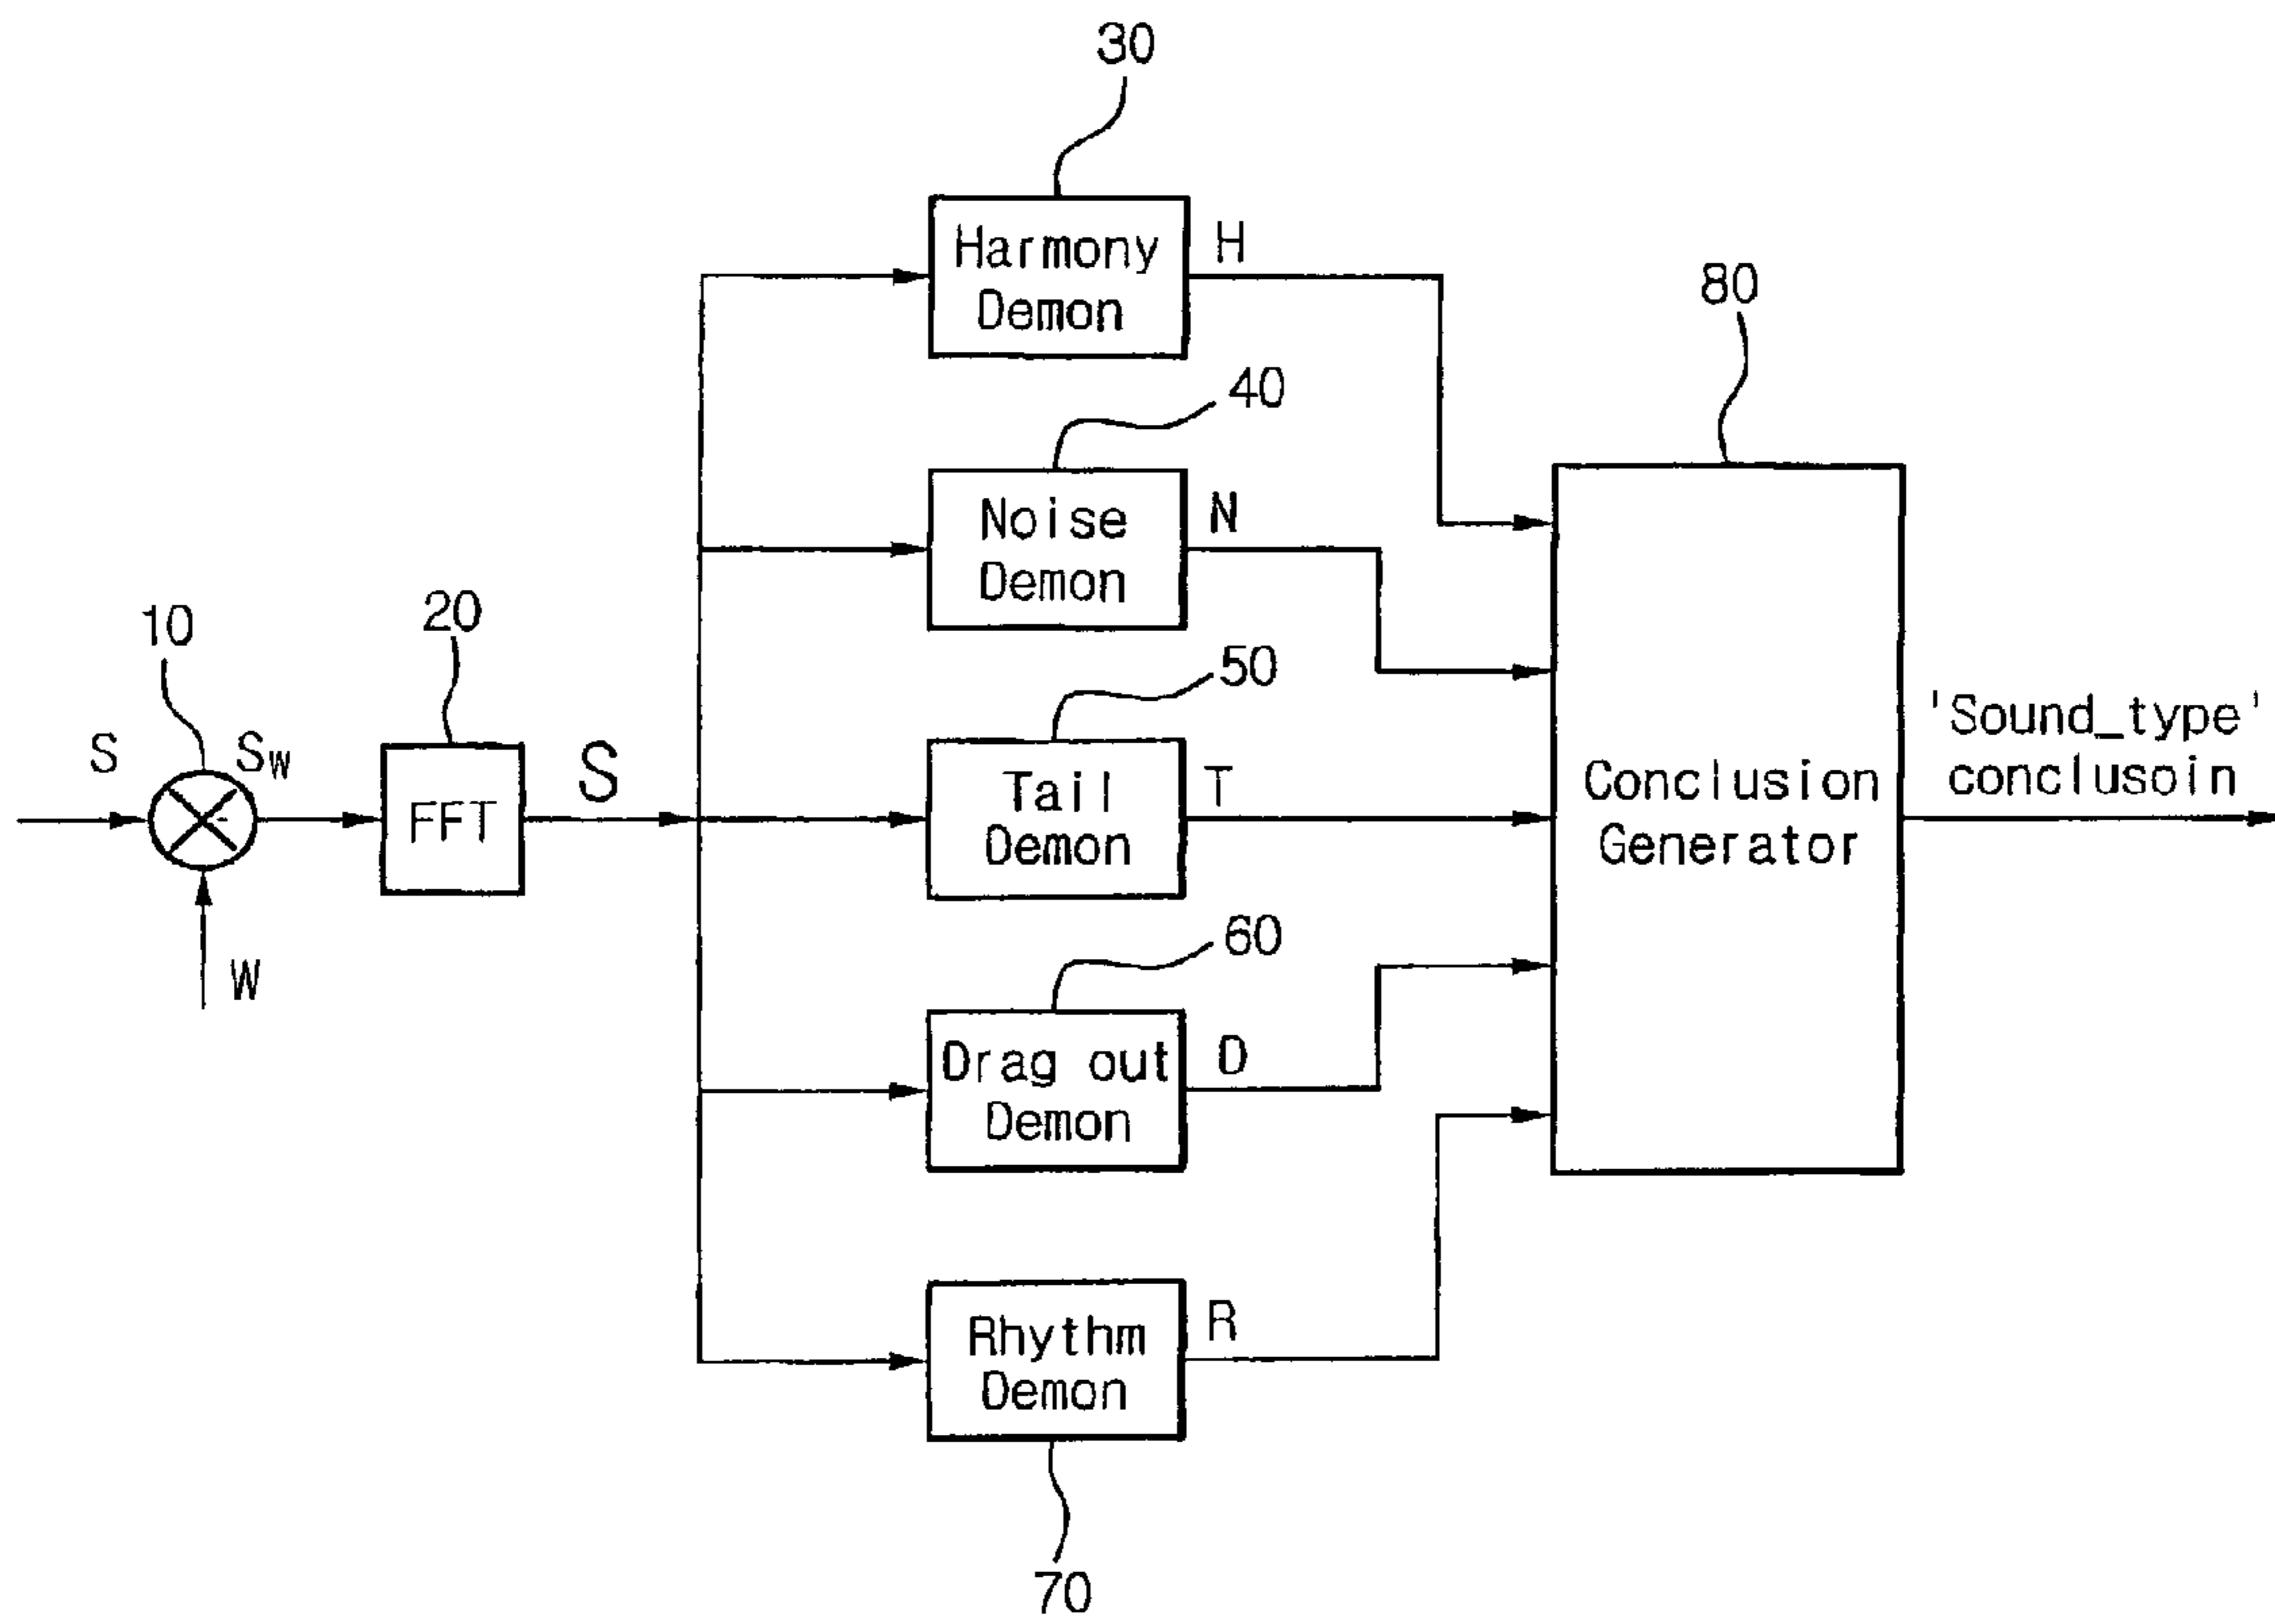 30
Harmony
Demon
H
80
40
Noise
Demon
N
10
20
50
S
Sw
FFT
S
Tail
Demon
T
Conclusion
Generator
'Sound_type'
conclusoin
W
60
Drag out
Demon
D
Rhythm
Demon
R
70